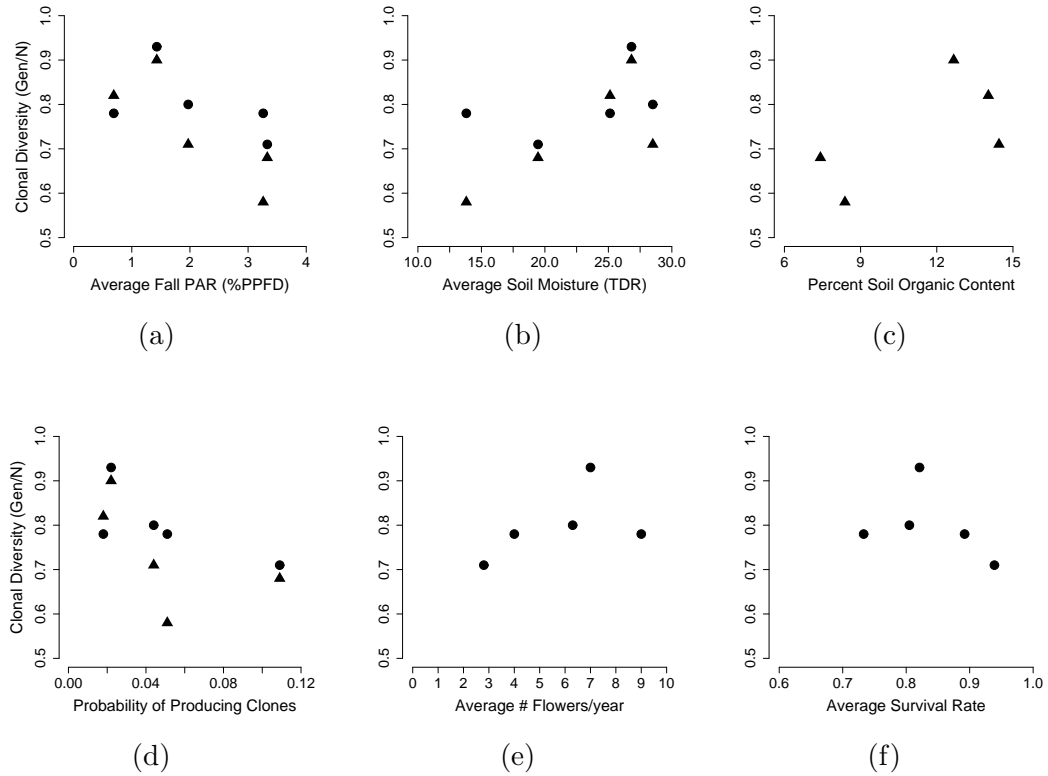 Clonal Diversity (Gen/N)
0.5 0.6 0.7 0.8 0.9 1.0
0 1 2 3 4
Average Fall PAR (%PPFD)
(a)
0.5 0.6 0.7 0.8 0.9 1.0
10.0 15.0 20.0 25.0 30.0
Average Soil Moisture (TDR)
(b)
0.5 0.6 0.7 0.8 0.9 1.0
6 9 12 15
Percent Soil Organic Content
(c)
Clonal Diversity (Gen/N)
0.5 0.6 0.7 0.8 0.9 1.0
0.00 0.04 0.08 0.12
Probability of Producing Clones
(d)
0.5 0.6 0.7 0.8 0.9 1.0
0 1 2 3 4 5 6 7 8 9 10
Average # Flowers/year
(e)
0.5 0.6 0.7 0.8 0.9 1.0
0.6 0.7 0.8 0.9 1.0
Average Survival Rate
(f)